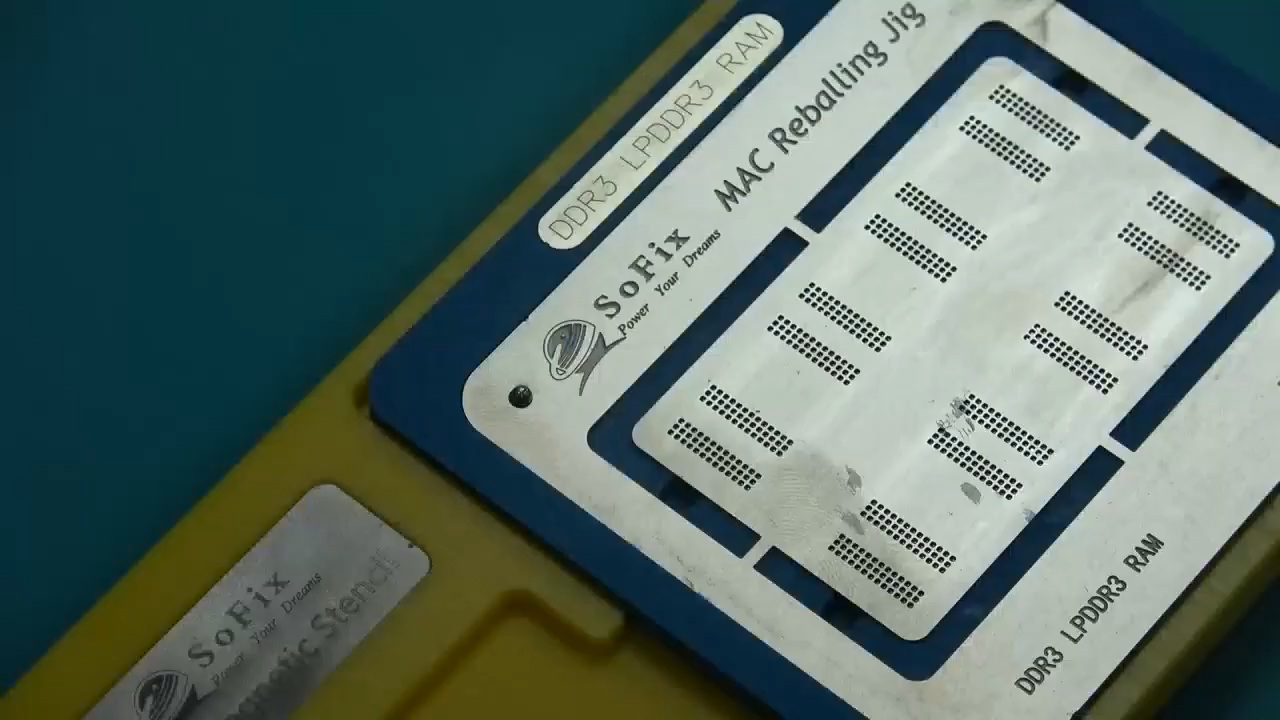 DDR3 LPDDR3 RAM
MAC Reballing Jig
SoFix
Power Your Dreams
DDR3 LPDDR3 RAM
SoFix
Power Your Dreams
Stencil